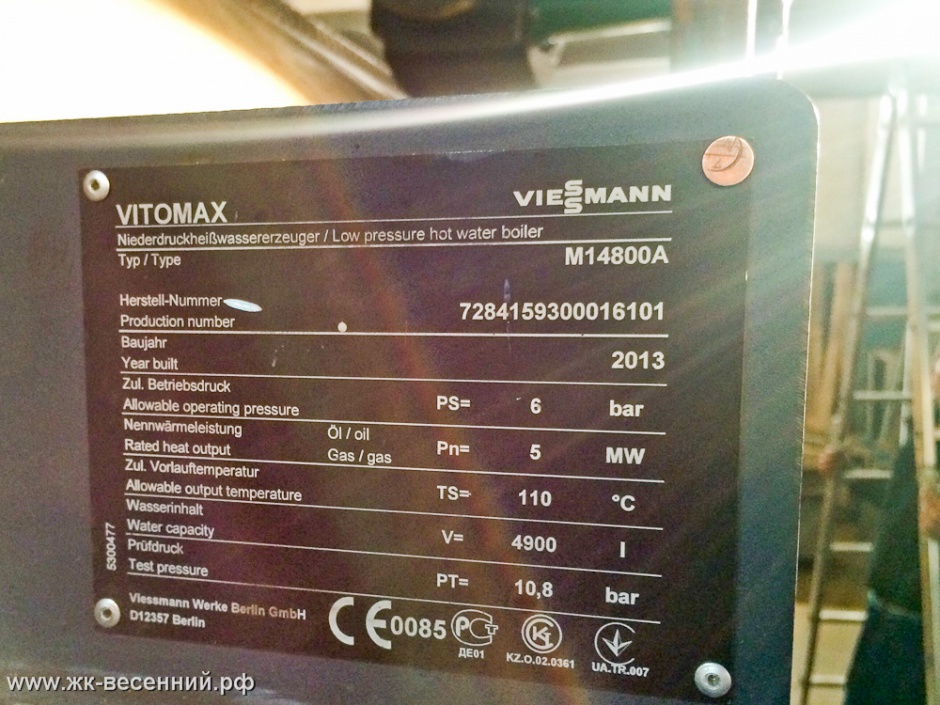 VITOMAX
VIESSMANN
Niederdruckheißwassererzeuger / Low pressure hot water boiler
Typ / Type M14800A
Herstell-Nummer
Production number 7284159300016101
Baujahr
Year built 2013
Zul. Betriebsdruck
Allowable operating pressure PS= 6 bar
Nennwärmeleistung Öl / oil
Rated heat output Gas / gas Pn= 5 MW
Zul. Vorlauftemperatur
Allowable output temperature TS= 110 °C
Wasserinhalt
Water capacity V= 4900 l
Prüfdruck
Test pressure PT= 10,8 bar
5300477
Viessmann Werke Berlin GmbH
D12357 Berlin
CE0085
РСТ
ДЕ01
KZ.O.02.0361
UA.TR.007
www.жк-весенний.рф